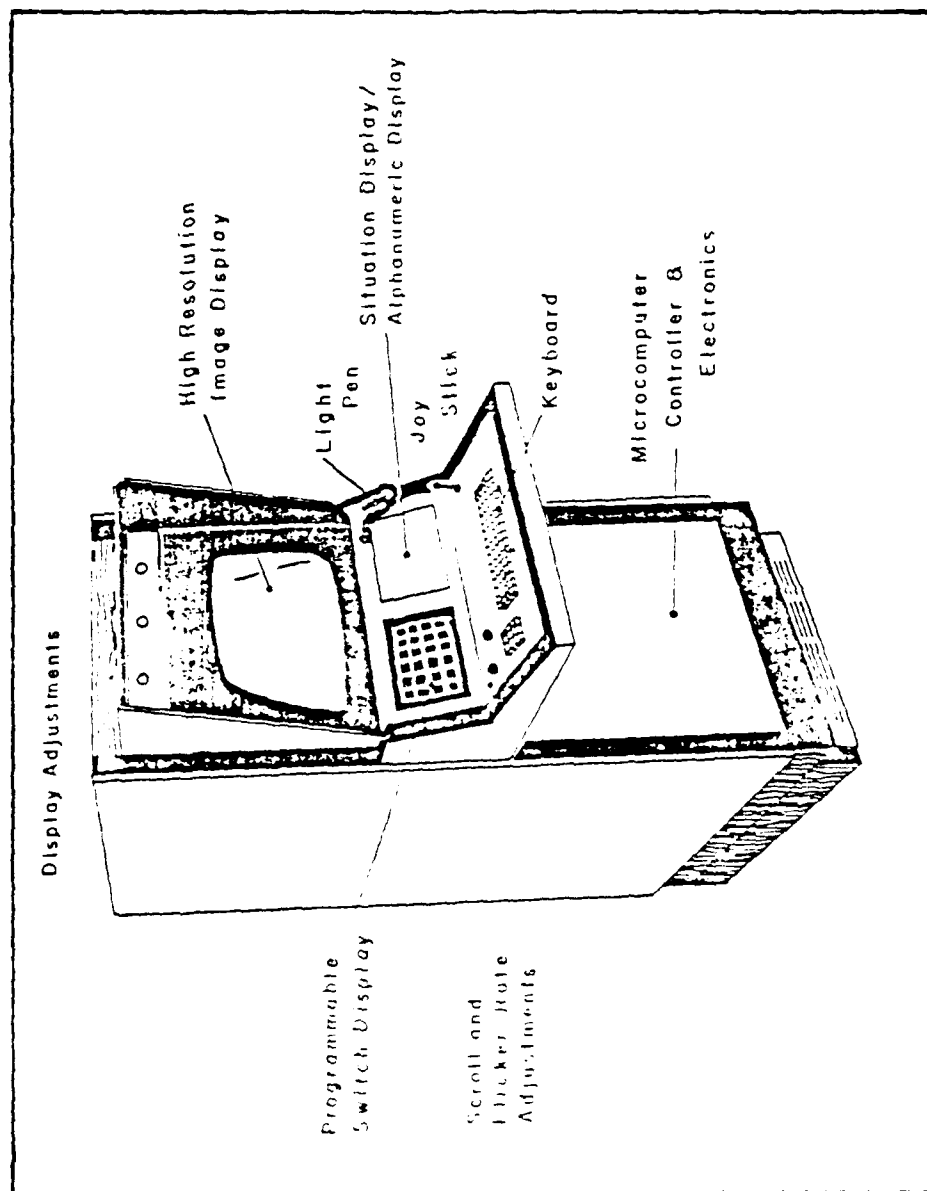 Display Adjustments
High Resolution
Image Display
Light
Pen
Situation Display/
Alphanumeric Display
Joy
Stick
Keyboard
Microcomputer
Controller &
Electronics
Programmable
Switch Display
Scroll and
Flicker Rate
Adjustments